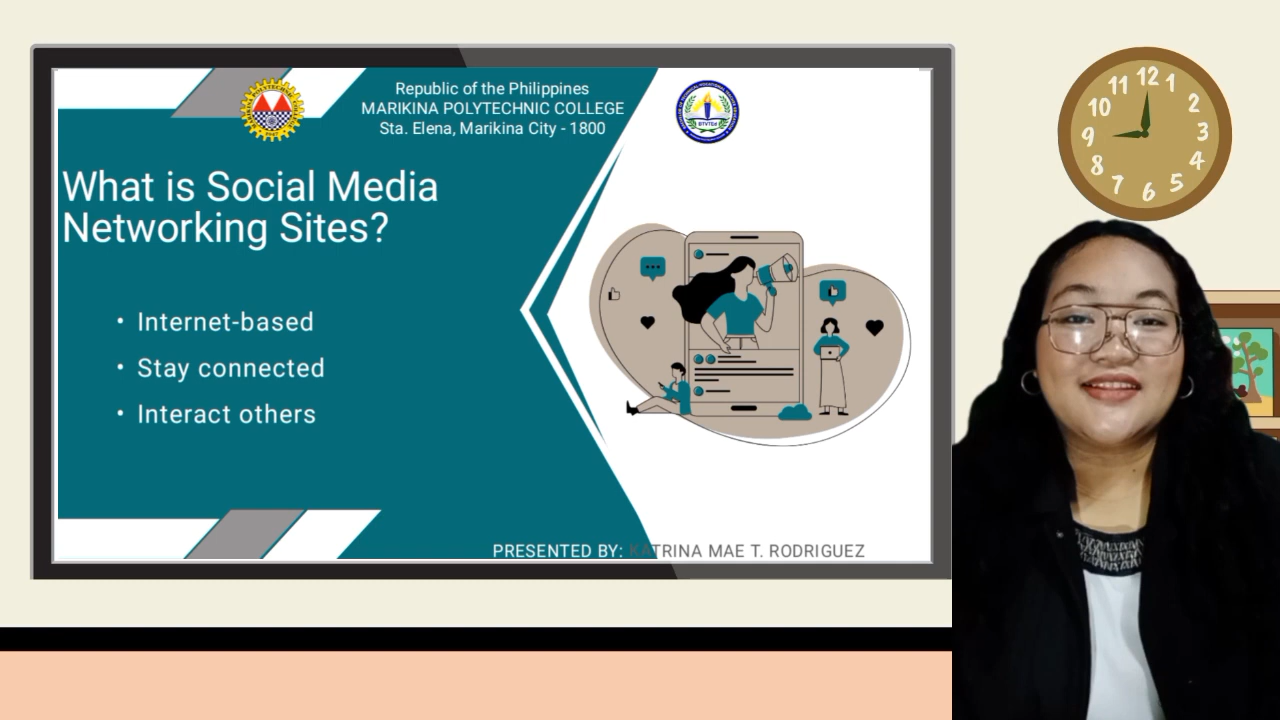 Republic of the Philippines
MARIKINA POLYTECHNIC COLLEGE
Sta. Elena, Marikina City - 1800
What is Social Media
Networking Sites?
• Internet-based
• Stay connected
• Interact others
PRESENTED BY: KATRINA MAE T. RODRIGUEZ
12
1
2
3
4
5
6
7
8
9
10
11